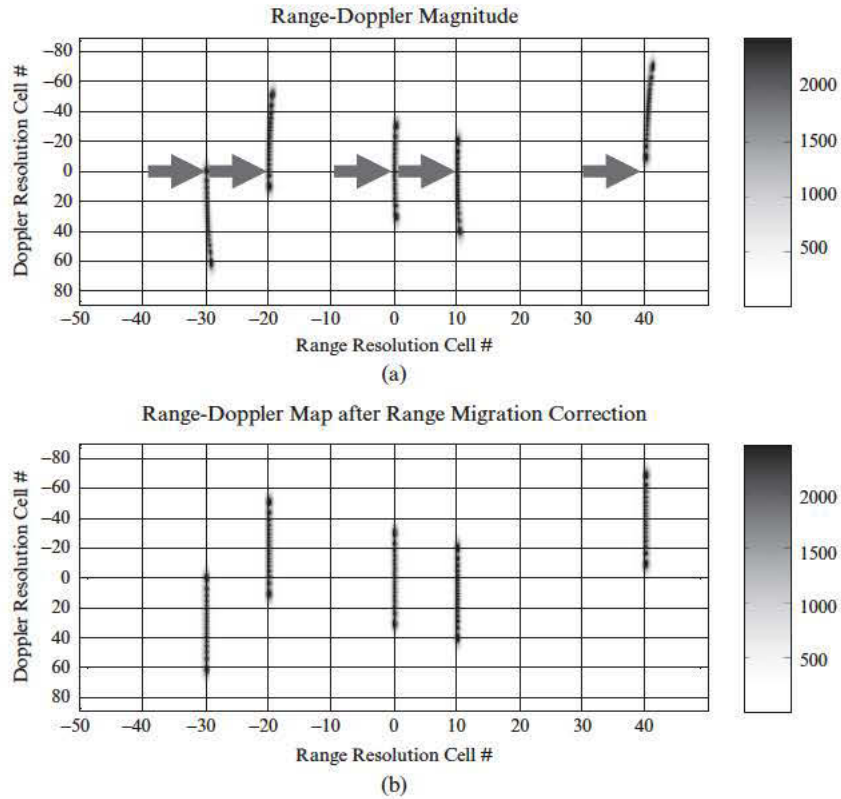 Range-Doppler Magnitude
Doppler Resolution Cell #
–80
–60
–40
–20
0
20
40
60
80
–50 –40 –30 –20 0 10 20 30 40
Range Resolution Cell #
2000
1500
1000
500
(a)
Range-Doppler Map after Range Migration Correction
Doppler Resolution Cell #
–80
–60
–40
–20
0
20
40
60
80
–50 –40 –30 –20 0 10 20 30 40
Range Resolution Cell #
2000
1500
1000
500
(b)